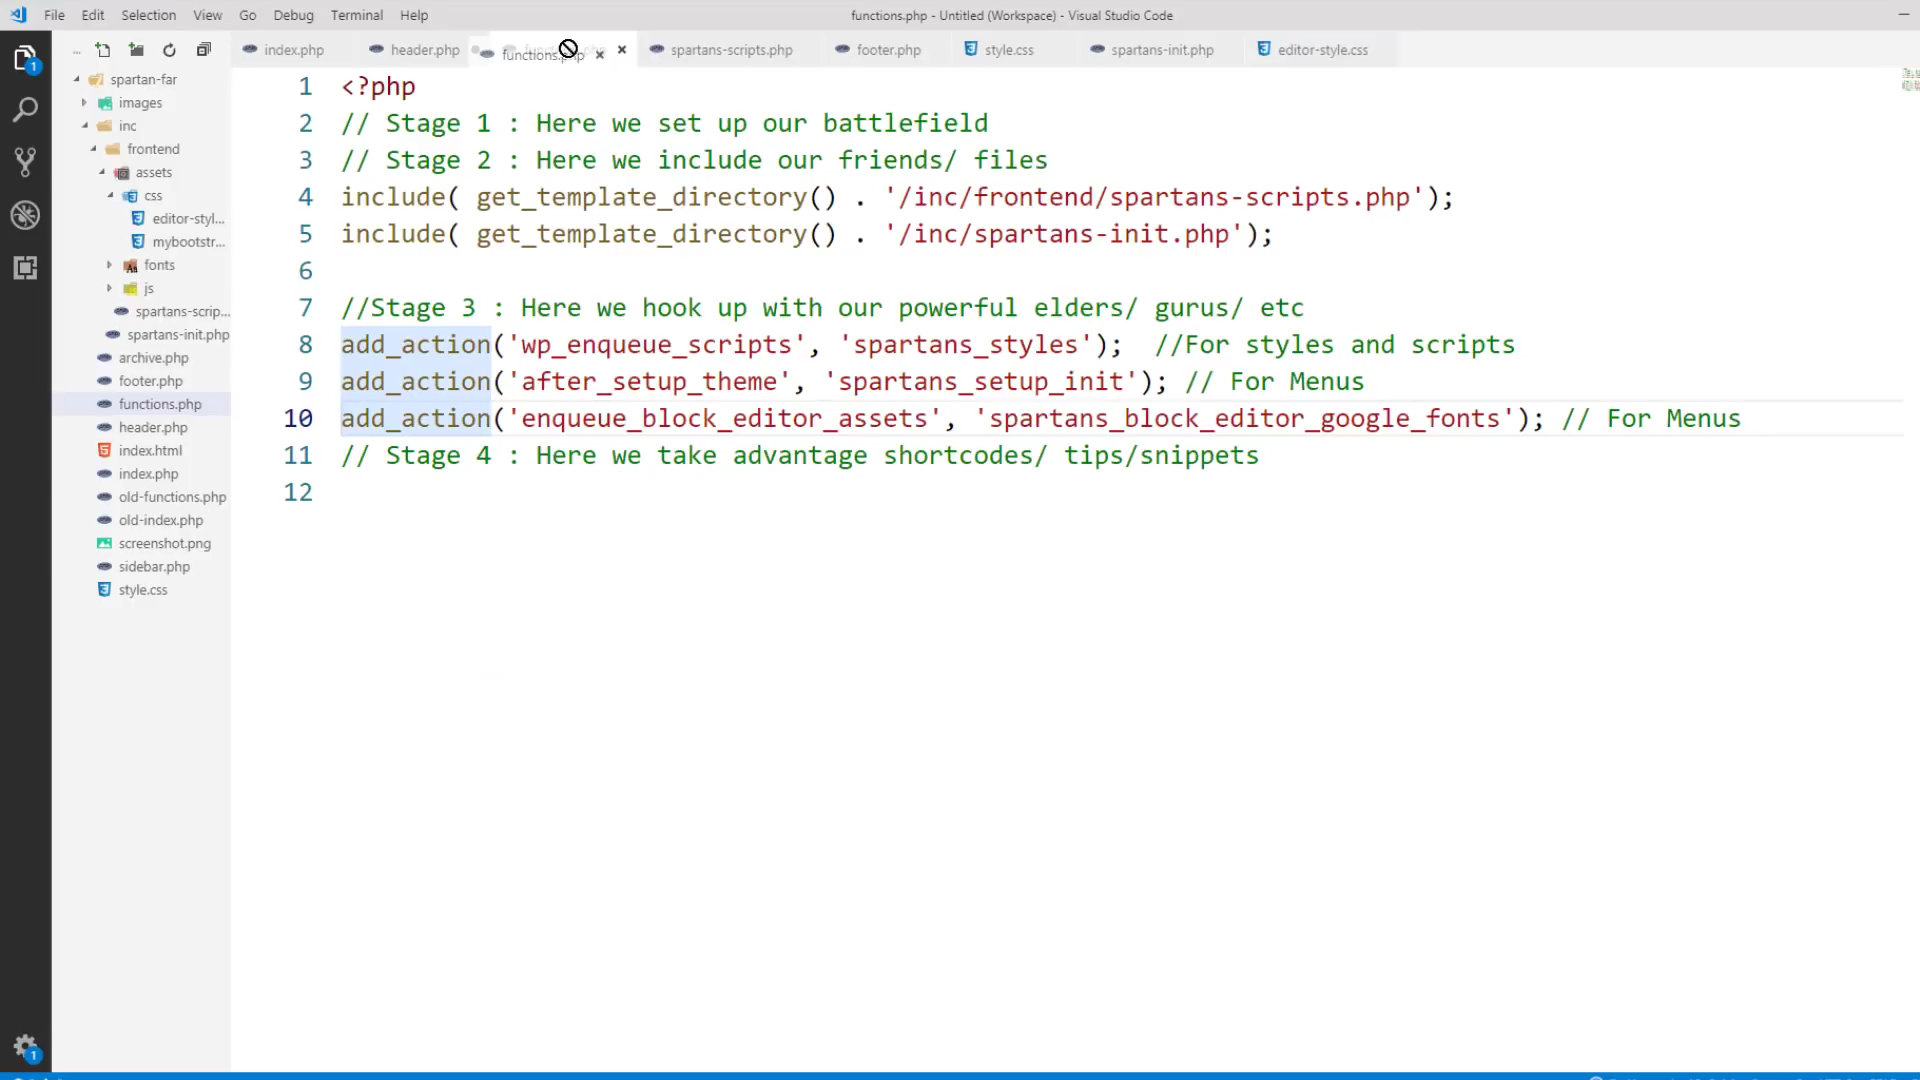 File Edit Selection View Go Debug Terminal Help
functions.php - Untitled (Workspace) - Visual Studio Code
index.php header.php functions.php spartans-scripts.php footer.php style.css spartans-init.php editor-style.css
1
...
spartan-far
images
inc
frontend
assets
css
editor-styl...
mybootstr...
fonts
js
spartans-scrip...
spartans-init.php
archive.php
footer.php
functions.php
header.php
index.html
index.php
old-functions.php
old-index.php
screenshot.png
sidebar.php
style.css
1
1 <?php
2 // Stage 1 : Here we set up our battlefield
3 // Stage 2 : Here we include our friends/ files
4 include( get_template_directory() . '/inc/frontend/spartans-scripts.php');
5 include( get_template_directory() . '/inc/spartans-init.php');
6
7 //Stage 3 : Here we hook up with our powerful elders/ gurus/ etc
8 add_action('wp_enqueue_scripts', 'spartans_styles');  //For styles and scripts
9 add_action('after_setup_theme', 'spartans_setup_init'); // For Menus
10 add_action('enqueue_block_editor_assets', 'spartans_block_editor_google_fonts'); // For Menus
11 // Stage 4 : Here we take advantage shortcodes/ tips/snippets
12